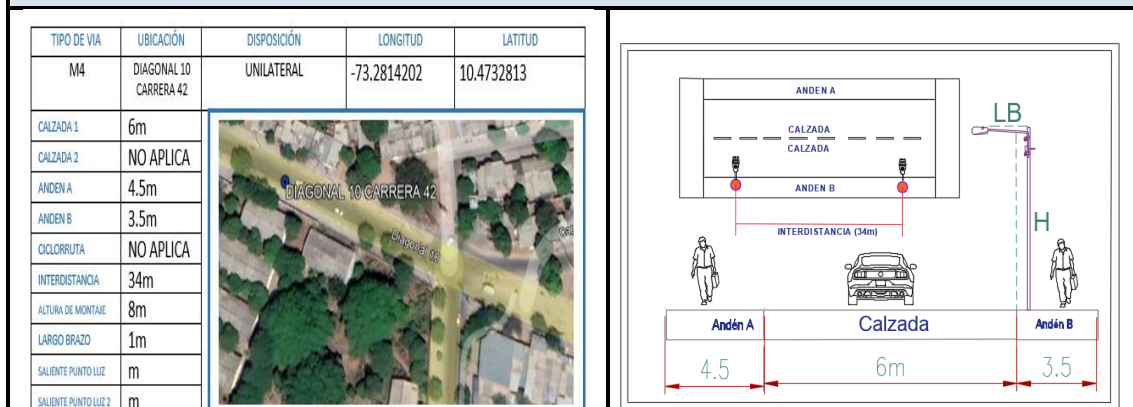 TIPO DE VIA UBICACIÓN DISPOSICIÓN LONGITUD LATITUD
M4 DIAGONAL 10 UNILATERAL -73.2814202 10.4732813
CARRERA 42
CALZADA 1 6m
CALZADA 2 NO APLICA
ANDEN A 4.5m
ANDEN B 3.5m
CICLORRUTA NO APLICA
INTERDISTANCIA 34m
ALTURA DE MONTAJE 8m
LARGO BRAZO 1m
SALIENTE PUNTO LUZ m
SALIENTE PUNTO LUZ 2 m
DIAGONAL 10 CARRERA 42
ANDEN A
CALZADA
CALZADA
ANDEN B
INTERDISTANCIA (34m)
LB
H
Andén A Calzada Andén B
4.5 6m 3.5